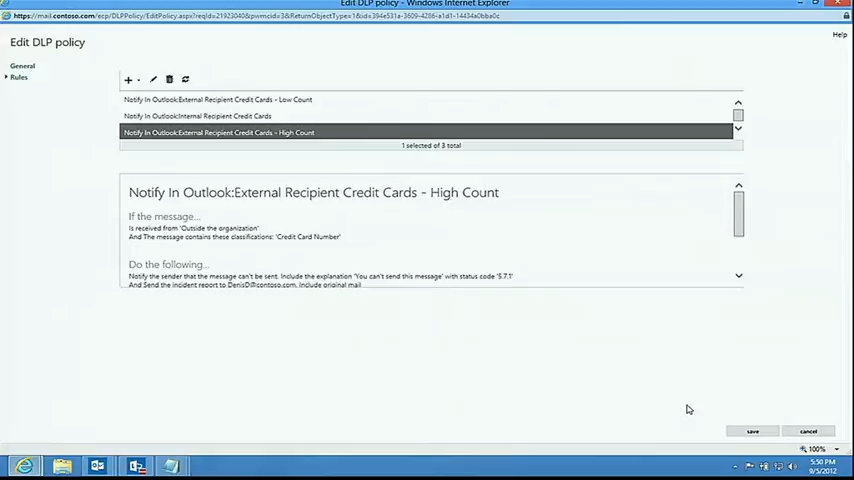 Edit DLP policy - Windows Internet Explorer
Help
Edit DLP policy
General
Rules
Notify In Outlook:External Recipient Credit Cards - Low Count
Notify In Outlook:Internal Recipient Credit Cards
Notify In Outlook:External Recipient Credit Cards - High Count
1 selected of 3 total
Notify In Outlook:External Recipient Credit Cards - High Count
If the message...
Is received from 'Outside the organization'
And The message contains these classifications: 'Credit Card Number'
Do the following...
Notify the sender that the message can't be sent. Include the explanation 'You can't send this message' with status code '5.7.1'
And Send the incident report to DenisD@contoso.com. Include original mail
save
cancel
100%
5:50 PM
9/5/2012